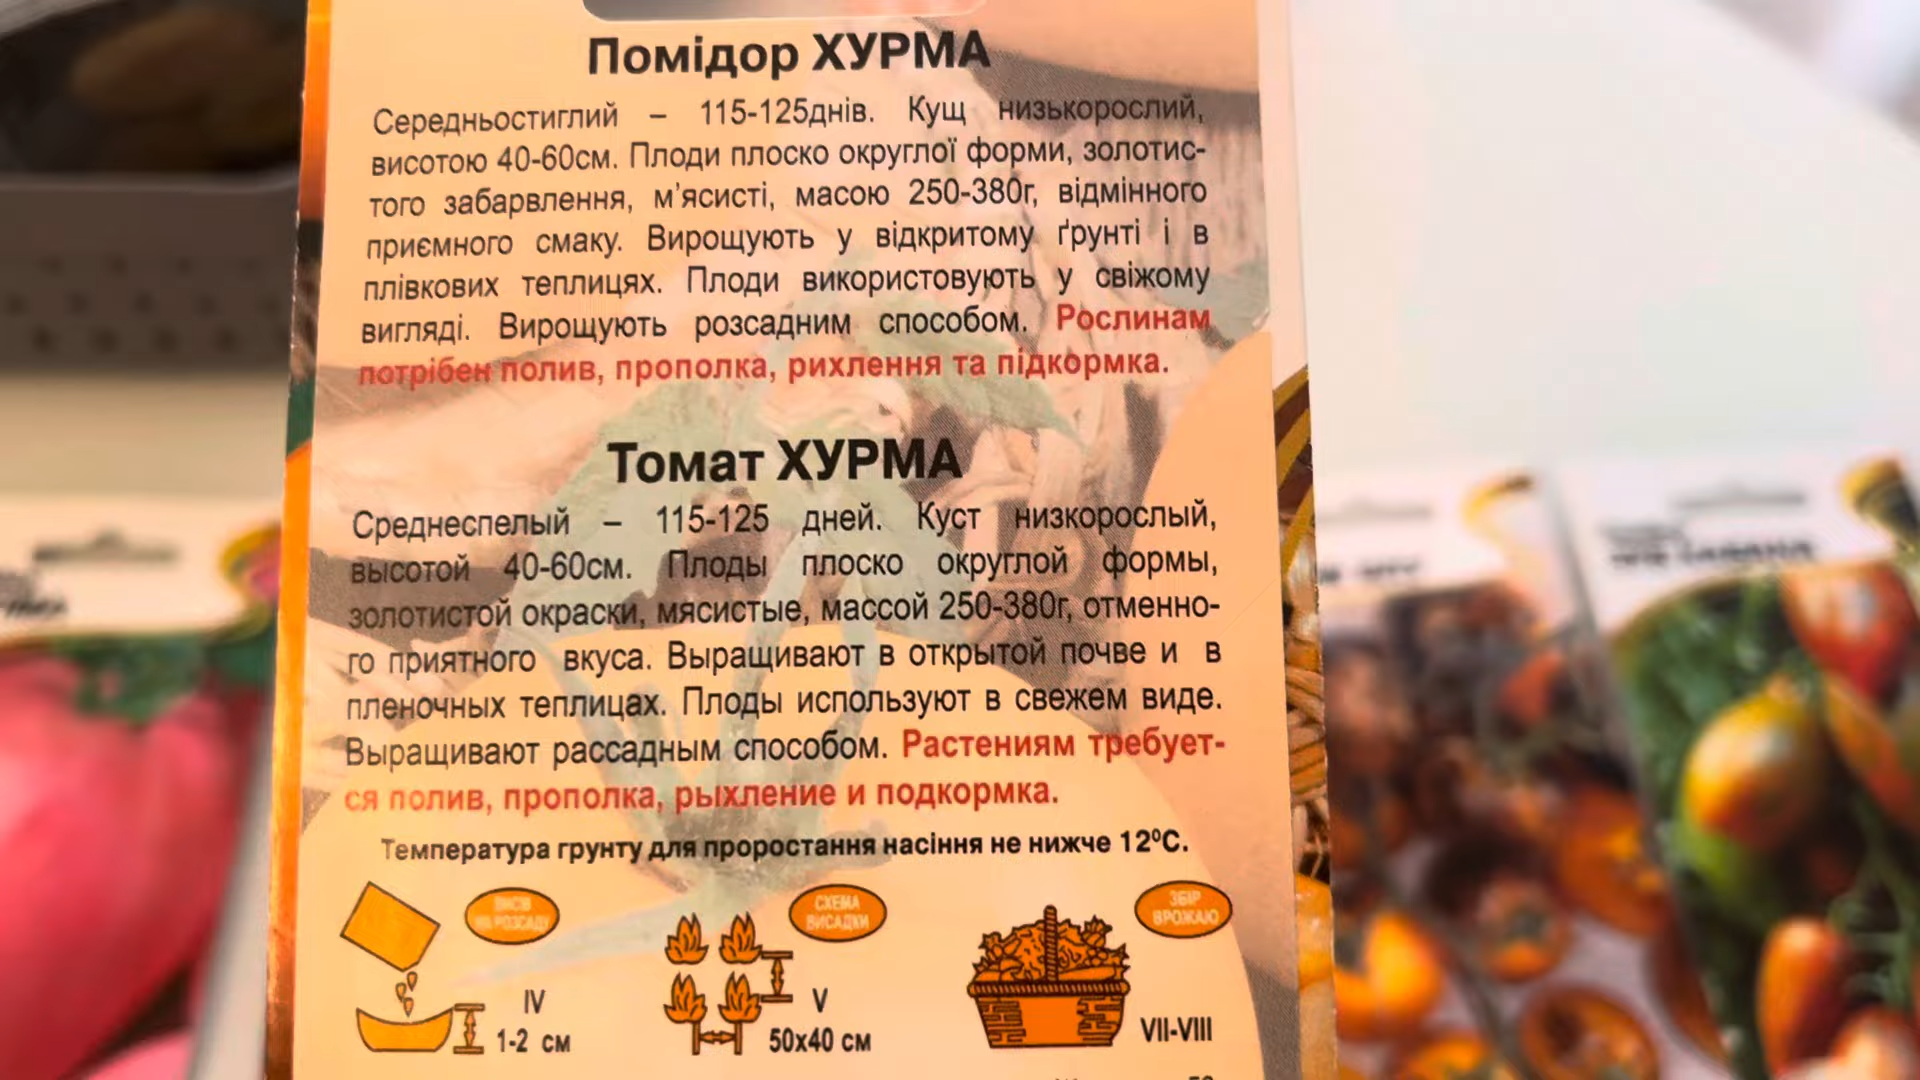 Помідор ХУРМА
Середньостиглий – 115-125днів. Кущ низькорослий,
висотою 40-60см. Плоди плоско округлої форми, золотис-
того забарвлення, м'ясисті, масою 250-380г, відмінного
приємного смаку. Вирощують у відкритому ґрунті і в
плівкових теплицях. Плоди використовують у свіжому
вигляді. Вирощують розсадним способом. Рослинам
потрібен полив, прополка, рихлення та підкормка.
Томат ХУРМА
Среднеспелый – 115-125 дней. Куст низкорослый,
высотой 40-60см. Плоды плоско округлой формы,
золотистой окраски, мясистые, массой 250-380г, отменно-
го приятного вкуса. Выращивают в открытой почве и в
пленочных теплицах. Плоды используют в свежем виде.
Выращивают рассадным способом. Растениям требует-
ся полив, прополка, рыхление и подкормка.
Температура грунту для проростання насіння не нижче 12⁰С.
ВИСІВ
НА РОЗСАДУ
IV
1-2 см
СХЕМА
ВИСАДКИ
V
50х40 см
ЗБІР
ВРОЖАЮ
VII-VIII